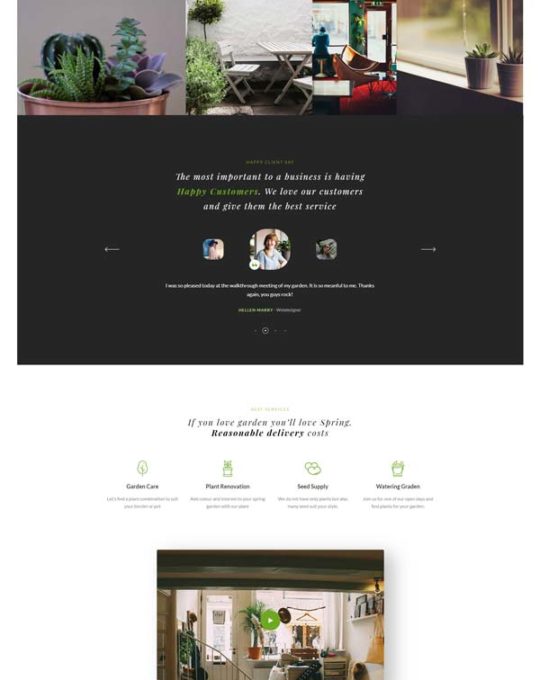 HAPPY CLIENT SAY
The most important to a business is having
Happy Customers. We love our customers
and give them the best service
I was so pleased today at the walkthrough meeting of my garden. It is so meanful to me. Thanks
again, you guys rock!
HELLEN MARRY - Webdesigner
BEST SERVICES
If you love garden you'll love Spring.
Reasonable delivery costs
Garden Care
Plant Renovation
Seed Supply
Watering Graden
Let's find a plant combination to suit
your border or pot
Add colour and interest to your spring
garden with our plant
We do not have only plants but also
many seed suit your style.
Join us for one of our open days and
find plants for your garden.